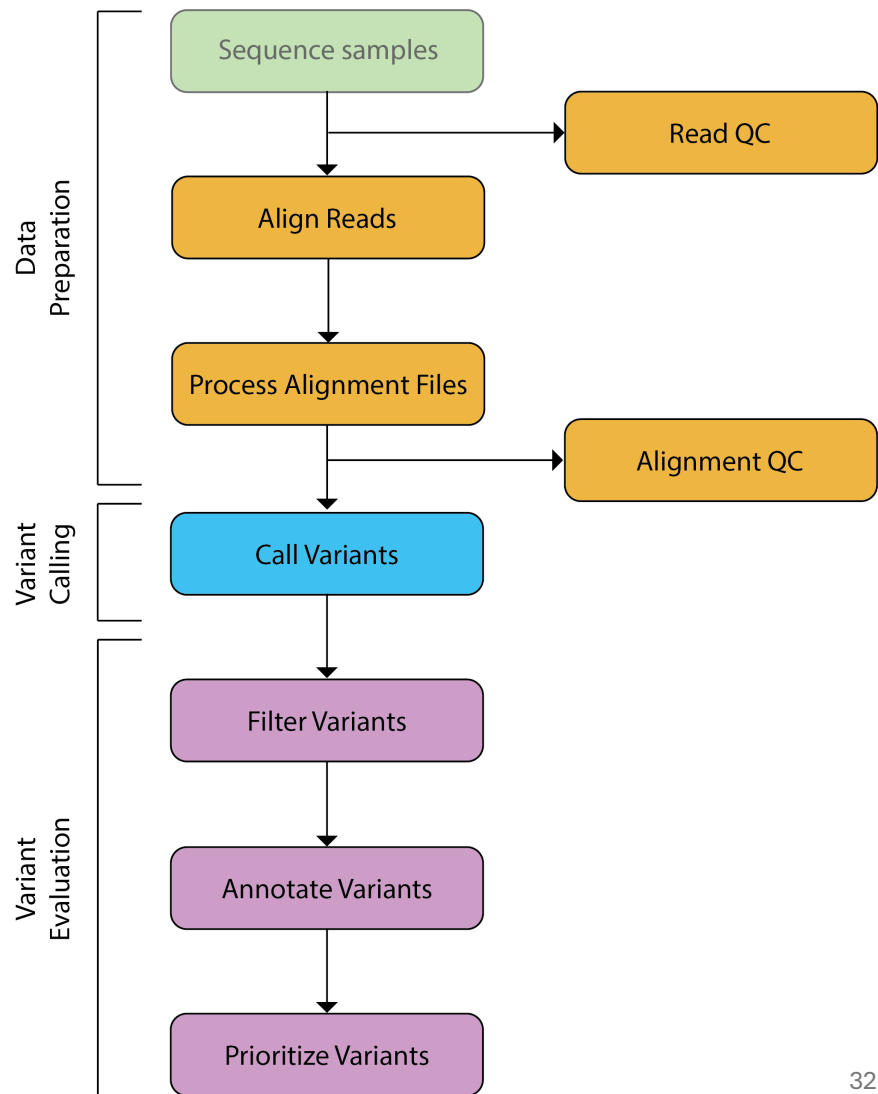 Sequence samples
Read QC
Align Reads
Data
Preparation
Process Alignment Files
Alignment QC
Variant
Calling
Call Variants
Filter Variants
Variant
Evaluation
Annotate Variants
Prioritize Variants
32